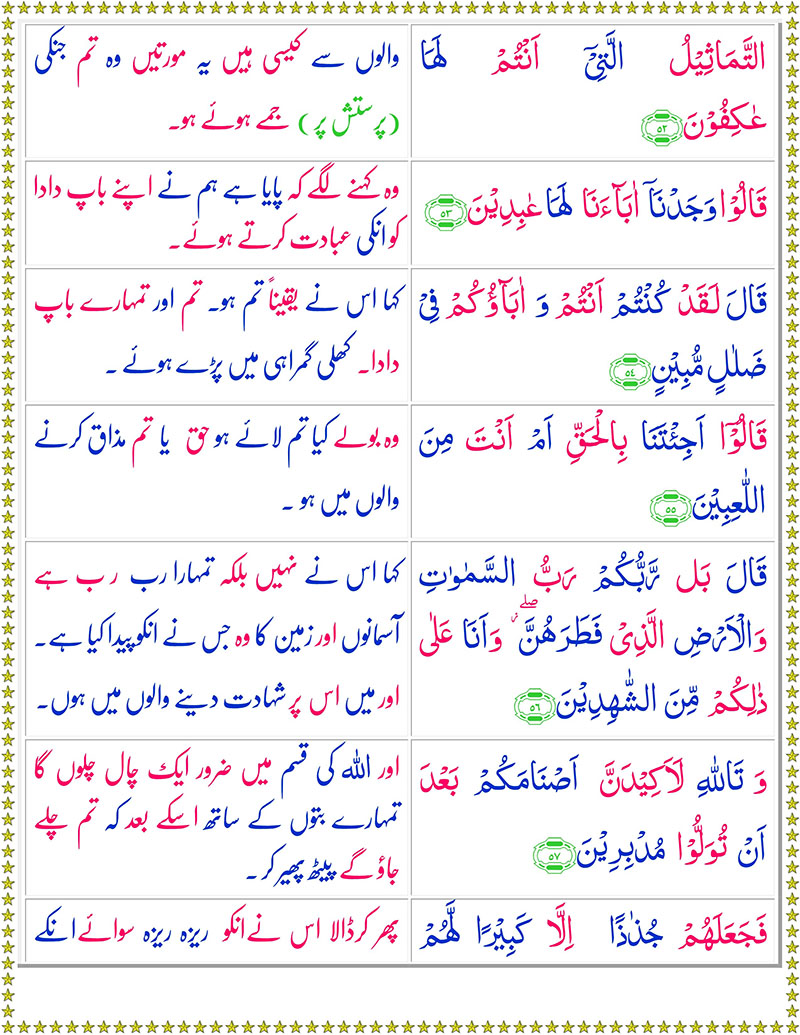 التَّمَاثِيْلُ الَّتِيْۤ اَنْتُمْ لَهَا
عٰكِفُوْنَ ﴿٥٢﴾
والوں سے کیسی ہیں یہ مورتیں وہ تم جنکی
(پرستش پر) جمے ہوئے ہو۔
قَالُوْا وَجَدْنَاۤ اٰبَآءَنَا لَهَا عٰبِدِيْنَ ﴿٥٣﴾
وہ کہنے لگے کہ پایا ہے ہم نے اپنے باپ دادا
کو انکی عبادت کرتے ہوئے۔
قَالَ لَقَدْ كُنْتُمْ اَنْتُمْ وَ اٰبَآؤُكُمْ فِيْ
ضَلٰلٍ مُّبِيْنٍ ﴿٥٤﴾
کہا اس نے یقیناً تم ہو۔ تم اور تمہارے باپ
دادا۔ کھلی گمراہی میں پڑے ہوئے۔
قَالُوْۤا اَجِئْتَنَا بِالْحَقِّ اَمْ اَنْتَ مِنَ
اللّٰعِبِيْنَ ﴿٥٥﴾
وہ بولے کیا تم لائے ہو حق یا تم مذاق کرنے
والوں میں ہو۔
قَالَ بَل رَّبُّكُمْ رَبُّ السَّمٰوٰتِ
وَالْاَرْضِ الَّذِيْ فَطَرَهُنَّ ۖ وَاَنَا عَلٰى
ذٰلِكُمْ مِّنَ الشّٰهِدِيْنَ ﴿٥٦﴾
کہا اس نے نہیں بلکہ تمہارا رب رب ہے
آسمانوں اور زمین کا وہ جس نے انکو پیدا کیا ہے۔
اور میں اس پر شہادت دینے والوں میں ہوں۔
وَ تَاللّٰهِ لَاَكِيْدَنَّ اَصْنَامَكُمْ بَعْدَ
اَنْ تُوَلُّوْا مُدْبِرِيْنَ ﴿٥٧﴾
اور اللہ کی قسم میں ضرور ایک چال چلوں گا
تمہارے بتوں کے ساتھ اسکے بعد کہ تم چلے
جاؤ گے پیٹھ پھیر کر۔
فَجَعَلَهُمْ جُذٰذًا اِلَّا كَبِيْرًا لَّهُمْ
پھر کر ڈالا اس نے انکو ریزہ ریزہ سوائے انکے